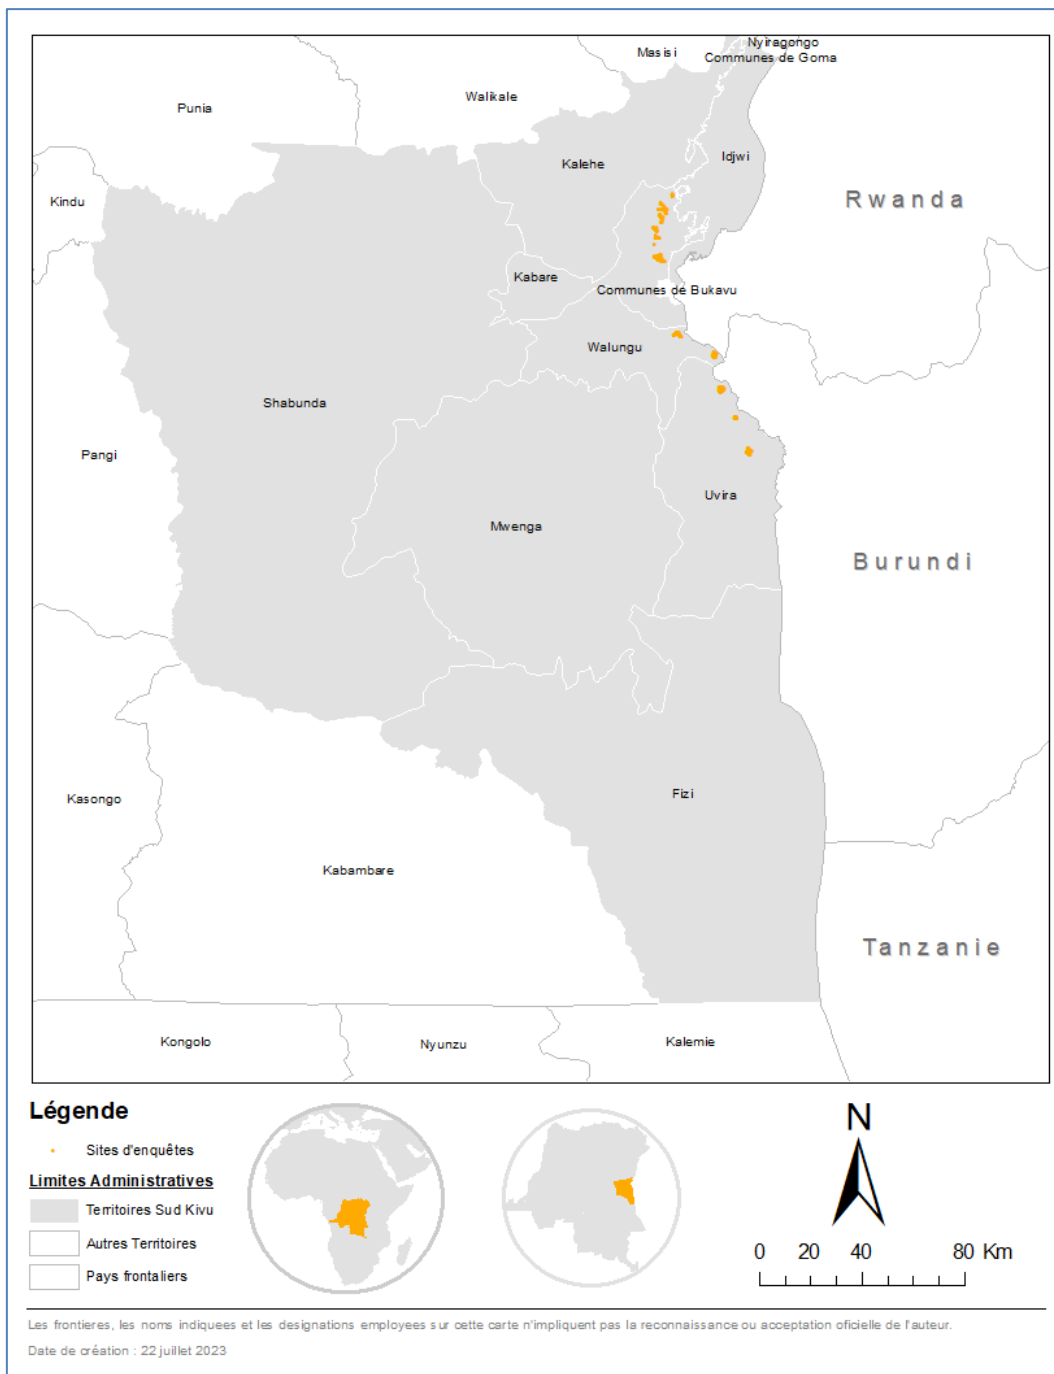 Nyiragongo
Masisi
Communes de Goma
Walikale
Punia
Idjwi
Kalehe
Kindu
Rwanda
Kabare
Communes de Bukavu
Walungu
Shabunda
Pangi
Uvira
Mwenga
Burundi
Fizi
Kasongo
Kabambare
Tanzanie
Kongolo
Nyunzu
Kalemie
Légende
Sites d'enquêtes
Limites Administratives
Territoires Sud Kivu
Autres Territoires
Pays frontaliers
N
0 20 40 80 Km
Les frontieres, les noms indiquees et les designations employees sur cette carte n'impliquent pas la reconnaissance ou acceptation oficielle de l'auteur.
Date de création : 22 juillet 2023